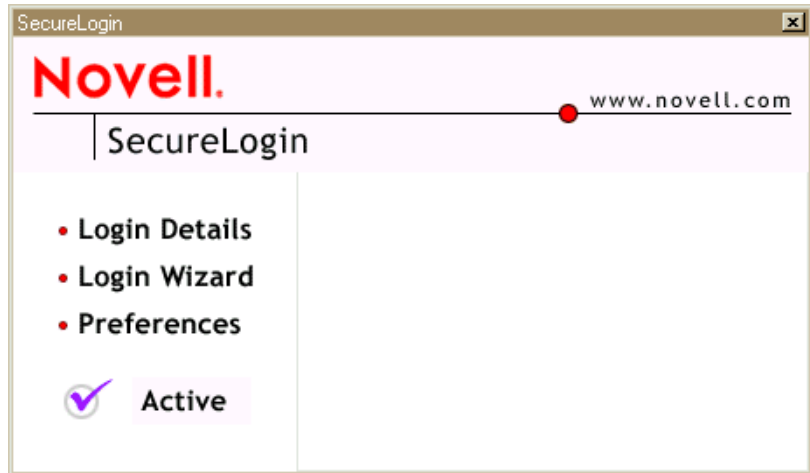 SecureLogin
Novell.
www.novell.com
SecureLogin
Login Details
Login Wizard
Preferences
Active